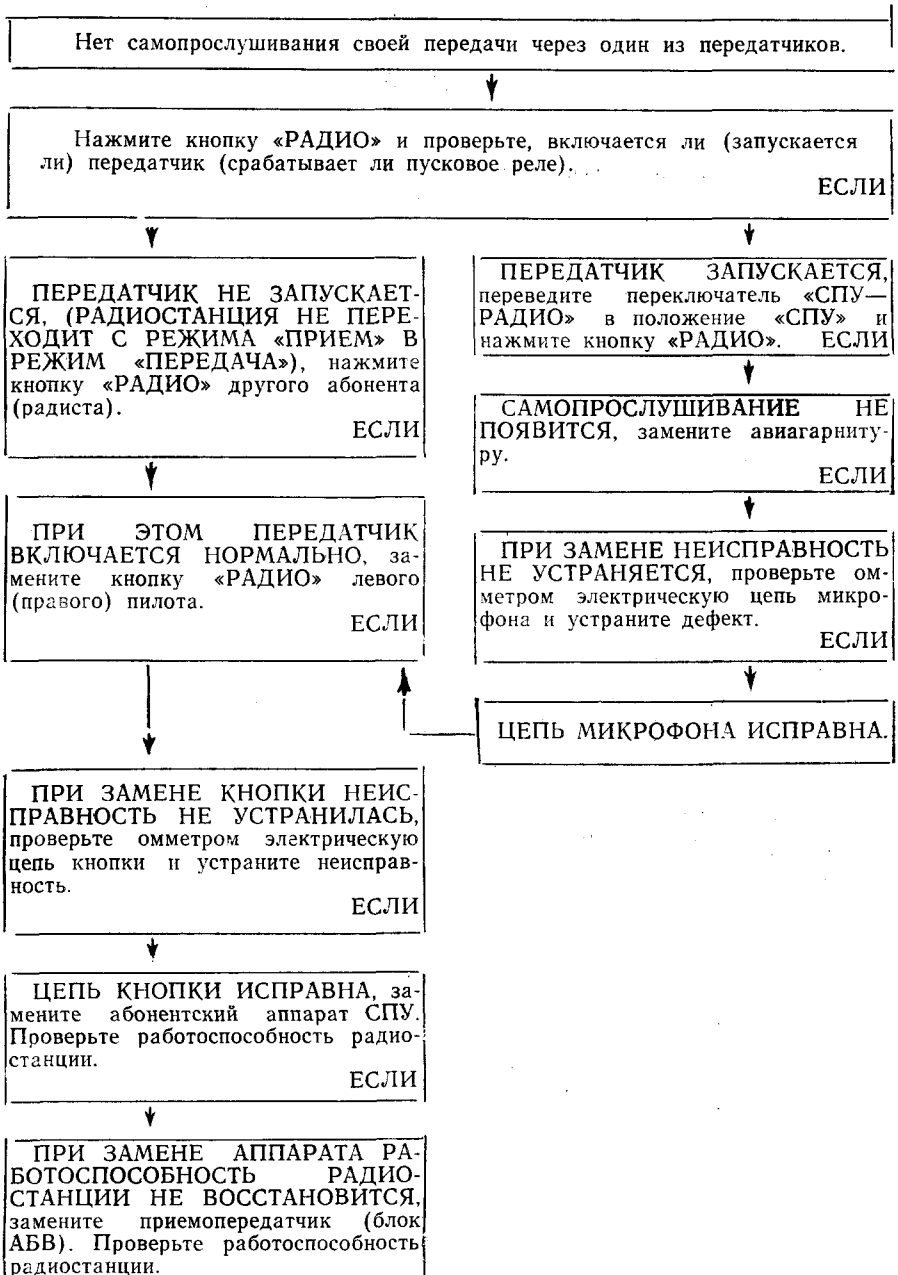 Нет самопрослушивания своей передачи через один из передатчиков.
Нажмите кнопку «РАДИО» и проверьте, включается ли (запускается
ли) передатчик (срабатывает ли пусковое реле).
ЕСЛИ
ПЕРЕДАТЧИК НЕ ЗАПУСКАЕТ-
СЯ, (РАДИОСТАНЦИЯ НЕ ПЕРЕ-
ХОДИТ С РЕЖИМА «ПРИЕМ» В
РЕЖИМ «ПЕРЕДАЧА»), нажмите
кнопку «РАДИО» другого абонента
(радиста).
ЕСЛИ
ПРИ ЭТОМ ПЕРЕДАТЧИК
ВКЛЮЧАЕТСЯ НОРМАЛЬНО, за-
мените кнопку «РАДИО» левого
(правого) пилота.
ЕСЛИ
ПРИ ЗАМЕНЕ КНОПКИ НЕИС-
ПРАВНОСТЬ НЕ УСТРАНИЛАСЬ,
проверьте омметром электрическую
цепь кнопки и устраните неисправ-
ность.
ЕСЛИ
ЦЕПЬ КНОПКИ ИСПРАВНА, за-
мените абонентский аппарат СПУ.
Проверьте работоспособность радио-
станции.
ЕСЛИ
ПРИ ЗАМЕНЕ АППАРАТА РА-
БОТОСПОСОБНОСТЬ РАДИО-
СТАНЦИИ НЕ ВОССТАНОВИТСЯ,
замените приемопередатчик (блок
АБВ). Проверьте работоспособность
радиостанции.
ПЕРЕДАТЧИК ЗАПУСКАЕТСЯ,
переведите переключатель «СПУ—
РАДИО» в положение «СПУ» и
нажмите кнопку «РАДИО». ЕСЛИ
САМОПРОСЛУШИВАНИЕ НЕ
ПОЯВИТСЯ, замените авиагарниту-
ру.
ЕСЛИ
ПРИ ЗАМЕНЕ НЕИСПРАВНОСТЬ
НЕ УСТРАНЯЕТСЯ, проверьте ом-
метром электрическую цепь микро-
фона и устраните дефект.
ЕСЛИ
ЦЕПЬ МИКРОФОНА ИСПРАВНА.